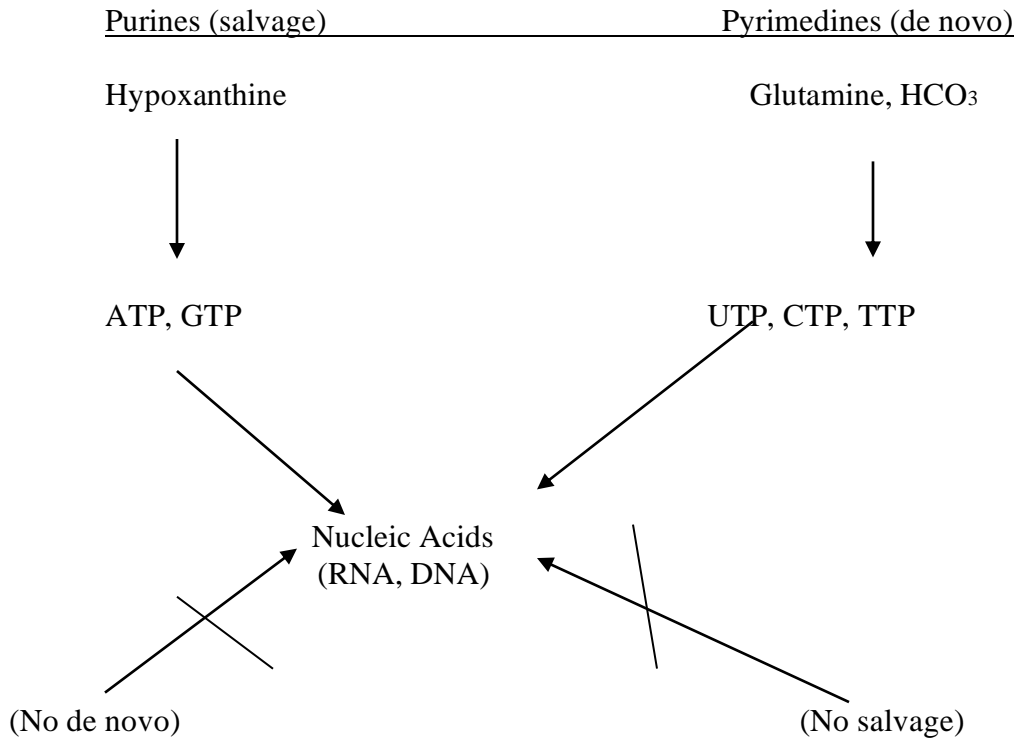 Purines (salvage) Pyrimedines (de novo)
Hypoxanthine Glutamine, HCO3
ATP, GTP UTP, CTP, TTP
Nucleic Acids
(RNA, DNA)
(No de novo) (No salvage)